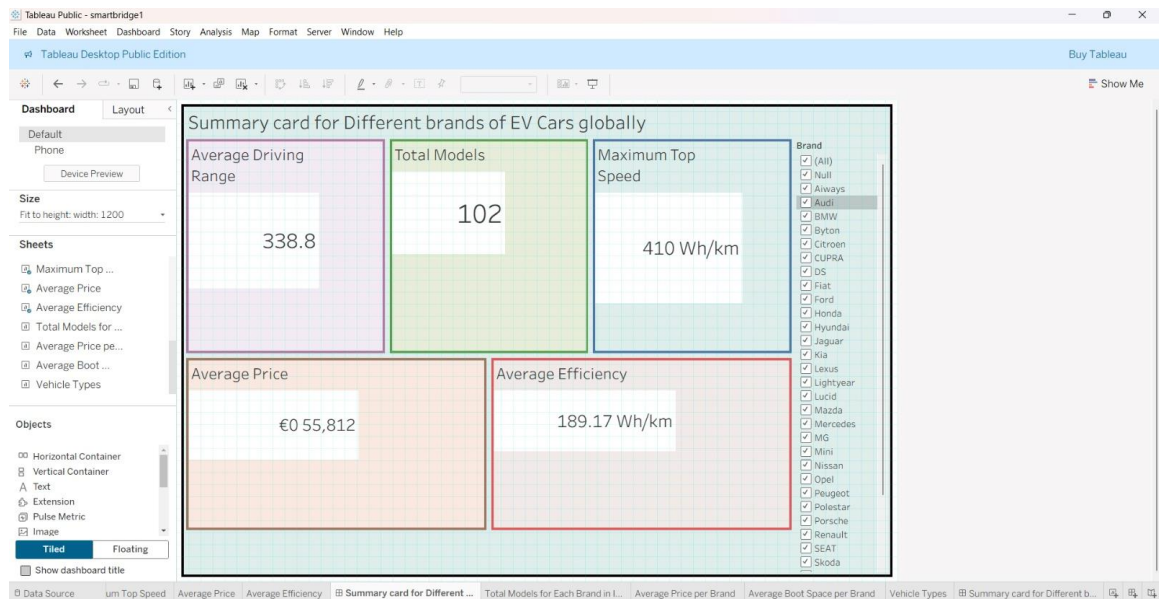 Tableau Public - smartbridge1
File Data Worksheet Dashboard Story Analysis Map Format Server Window Help
Tableau Desktop Public Edition
Buy Tableau
Show Me
Dashboard Layout
Default
Phone
Device Preview
Size
Fit to height: width: 1200
Sheets
Maximum Top ...
Average Price
Average Efficiency
Total Models for ...
Average Price pe...
Average Boot ...
Vehicle Types
Objects
Horizontal Container
Vertical Container
Text
Extension
Pulse Metric
Image
Tiled Floating
Show dashboard title
Summary card for Different brands of EV Cars globally
Average Driving
Range
338.8
Total Models
102
Maximum Top
Speed
410 Wh/km
Average Price
€0 55,812
Average Efficiency
189.17 Wh/km
Brand
(All)
Null
Aiways
Audi
BMW
Byton
Citroen
CUPRA
DS
Fiat
Ford
Honda
Hyundai
Jaguar
Kia
Lexus
Lightyear
Lucid
Mazda
Mercedes
MG
Mini
Nissan
Opel
Peugeot
Polestar
Porsche
Renault
SEAT
Skoda
Data Source um Top Speed Average Price Average Efficiency Summary card for Different ... Total Models for Each Brand in I... Average Price per Brand Average Boot Space per Brand Vehicle Types Summary card for Different b...